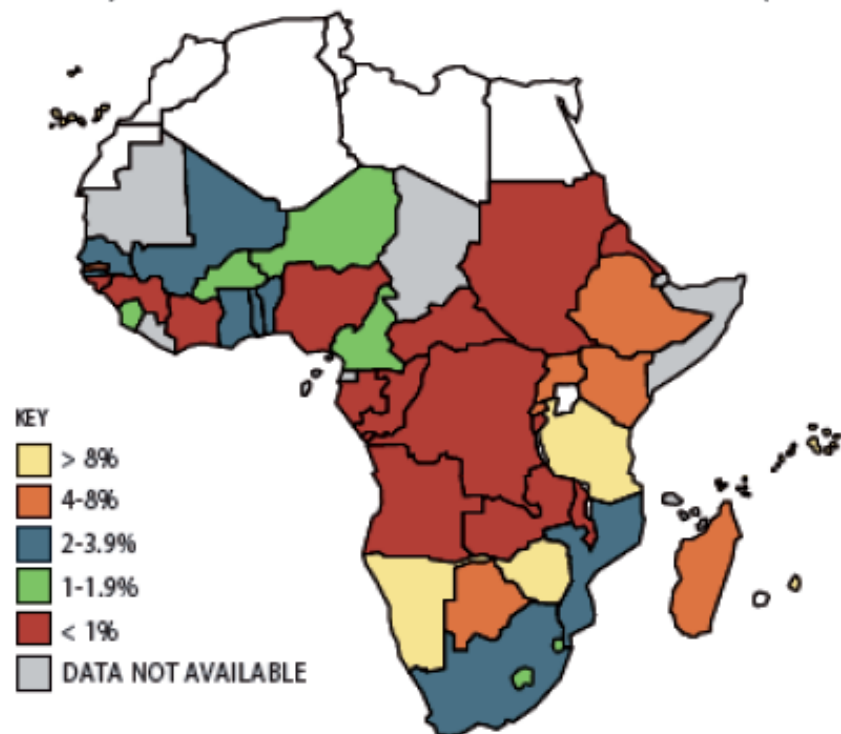 KEY
> 8%
4-8%
2-3.9%
1-1.9%
< 1%
DATA NOT AVAILABLE